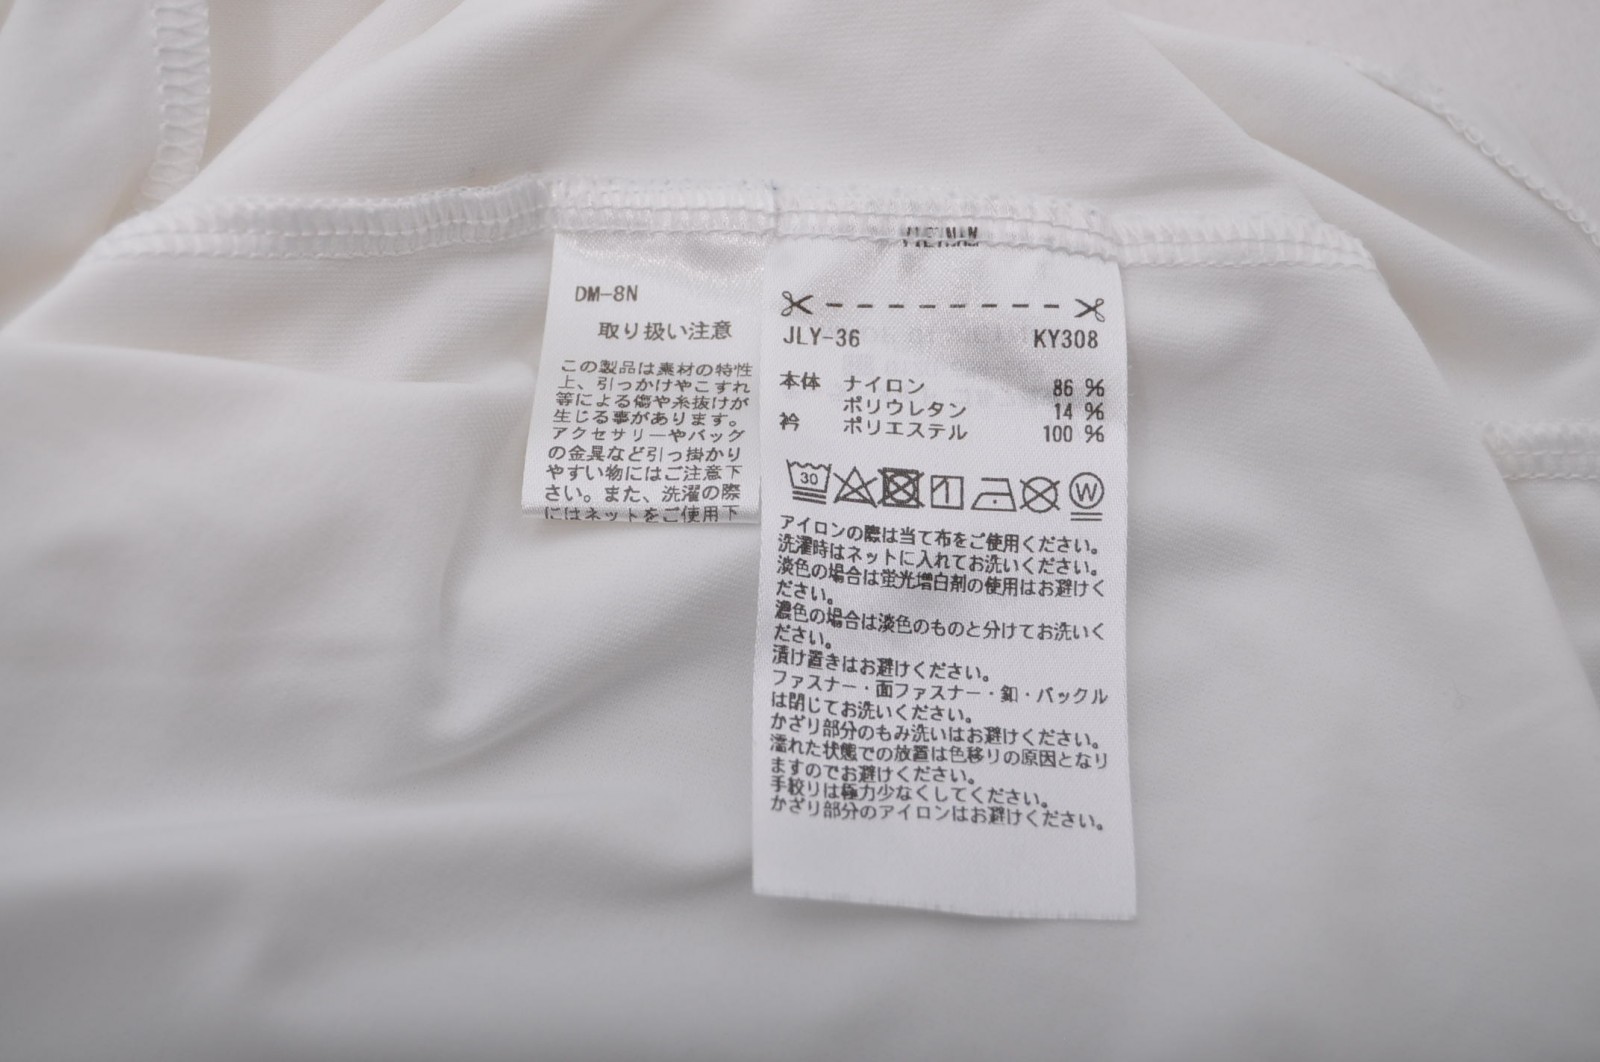 DM-8N
取り扱い注意
この製品は素材の特性
上、引っかけやこすれ
等による傷や糸抜けが
生じる事があります。
アクセサリーやバッグ
の金具など引っ掛かり
やすい物にはご注意下
さい。また、洗濯の際
にはネットをご使用下
JLY-36 KY308
本体 ナイロン 86 %
ポリウレタン 14 %
衿 ポリエステル 100 %
30 W
アイロンの際は当て布をご使用ください。
洗濯時はネットに入れてお洗いください。
淡色の場合は蛍光増白剤の使用はお避けく
ださい。
濃色の場合は淡色のものと分けてお洗いく
ださい。
漬け置きはお避けください。
ファスナー・面ファスナー・釦・バックル
は閉じてお洗いください。
かざり部分のもみ洗いはお避けください。
濡れた状態での放置は色移りの原因となり
ますのでお避けください。
手絞りは極力少なくしてください。
かざり部分のアイロンはお避けください。